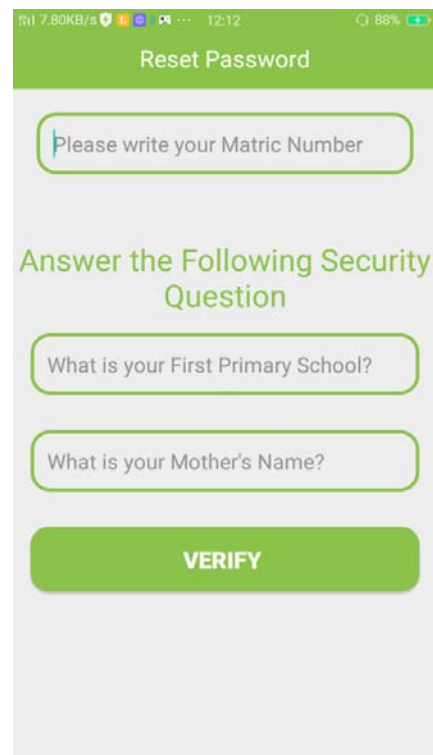 7.80KB/s 12:12 88%
Reset Password
Please write your Matric Number
Answer the Following Security
Question
What is your First Primary School?
What is your Mother's Name?
VERIFY